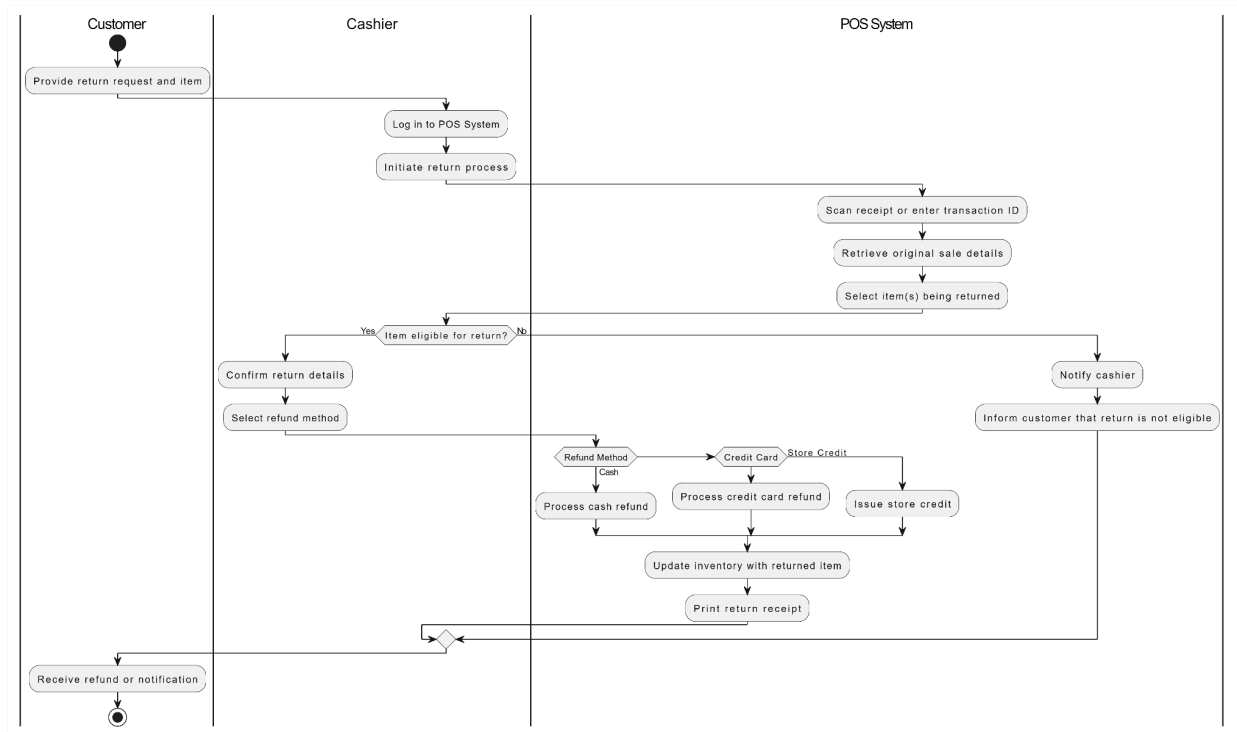 Customer
Cashier
POS System
Provide return request and item
Log in to POS System
Initiate return process
Scan receipt or enter transaction ID
Retrieve original sale details
Select item(s) being returned
Yes
Item eligible for return?
No
Confirm return details
Notify cashier
Select refund method
Inform customer that return is not eligible
Refund Method
Credit Card
Store Credit
Cash
Process cash refund
Process credit card refund
Issue store credit
Update inventory with returned item
Print return receipt
Receive refund or notification